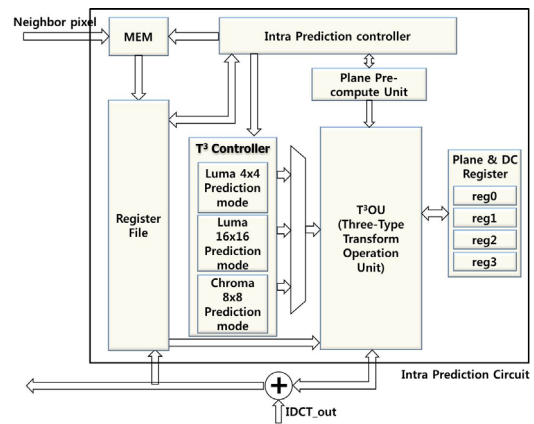 Neighbor pixel
MEM
Intra Prediction controller
Plane Pre-
compute Unit
Register
File
T³ Controller
Luma 4x4
Prediction
mode
Luma
16x16
Prediction
mode
Chroma
8x8
Prediction
mode
T³OU
(Three-Type
Transform
Operation
Unit)
Plane & DC
Register
reg0
reg1
reg2
reg3
Intra Prediction Circuit
+
IDCT_out